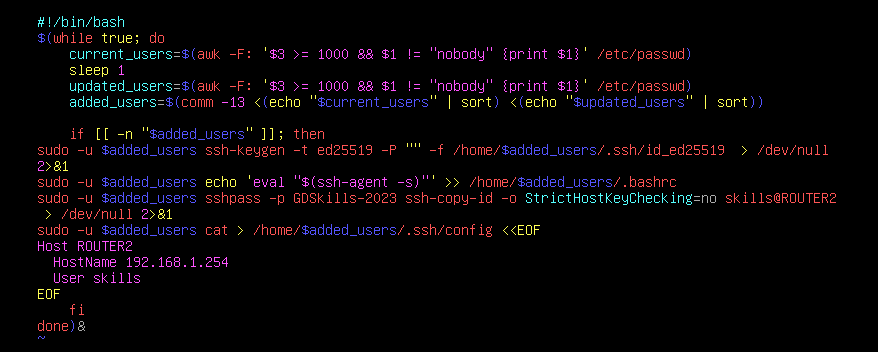 #!/bin/bash
$(while true; do
    current_users=$(awk -F: '$3 >= 1000 && $1 != "nobody" {print $1}' /etc/passwd)
    sleep 1
    updated_users=$(awk -F: '$3 >= 1000 && $1 != "nobody" {print $1}' /etc/passwd)
    added_users=$(comm -13 <(echo "$current_users" | sort) <(echo "$updated_users" | sort))

    if [[ -n "$added_users" ]]; then
sudo -u $added_users ssh-keygen -t ed25519 -P "" -f /home/$added_users/.ssh/id_ed25519  > /dev/null
2>&1
sudo -u $added_users echo 'eval "$(ssh-agent -s)"' >> /home/$added_users/.bashrc
sudo -u $added_users sshpass -p GDSkills-2023 ssh-copy-id -o StrictHostKeyChecking=no skills@ROUTER2
 > /dev/null 2>&1
sudo -u $added_users cat > /home/$added_users/.ssh/config <<EOF
Host ROUTER2
  HostName 192.168.1.254
  User skills
EOF
    fi
done)&
~